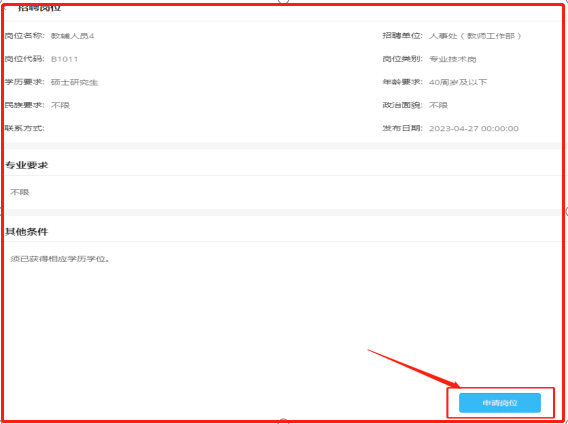 招聘岗位
岗位名称: 教辅人员4 招聘单位: 人事处（教师工作部）
岗位代码: B1011 岗位类别: 专业技术岗
学历要求: 硕士研究生 年龄要求: 40周岁及以下
民族要求: 不限 政治面貌: 不限
联系方式: 发布日期: 2023-04-27 00:00:00
专业要求
不限
其他条件
须已获得相应学历学位。
申请岗位